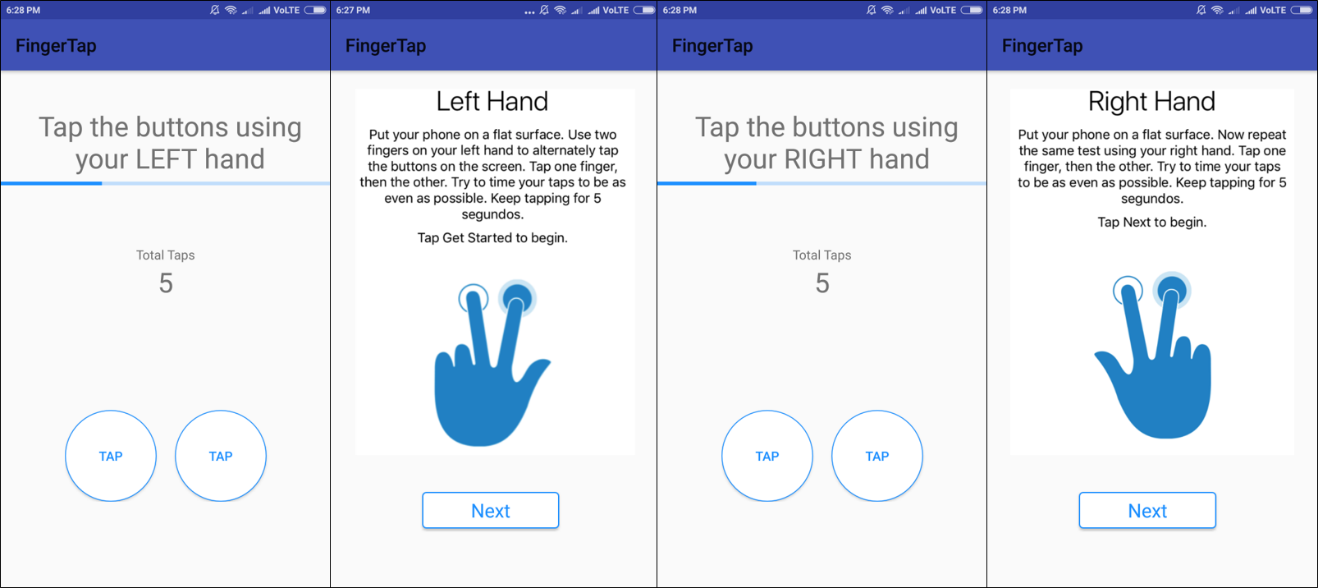 6:28 PM VoLTE
FingerTap
Tap the buttons using
your LEFT hand
Total Taps
5
TAP TAP
6:27 PM ... VoLTE
FingerTap
Left Hand
Put your phone on a flat surface. Use two
fingers on your left hand to alternately tap
the buttons on the screen. Tap one finger,
then the other. Try to time your taps to be as
even as possible. Keep tapping for 5
segundos.
Tap Get Started to begin.
Next
6:28 PM VoLTE
FingerTap
Tap the buttons using
your RIGHT hand
Total Taps
5
TAP TAP
6:28 PM VoLTE
FingerTap
Right Hand
Put your phone on a flat surface. Now repeat
the same test using your right hand. Tap one
finger, then the other. Try to time your taps
to be as even as possible. Keep tapping for 5
segundos.
Tap Next to begin.
Next